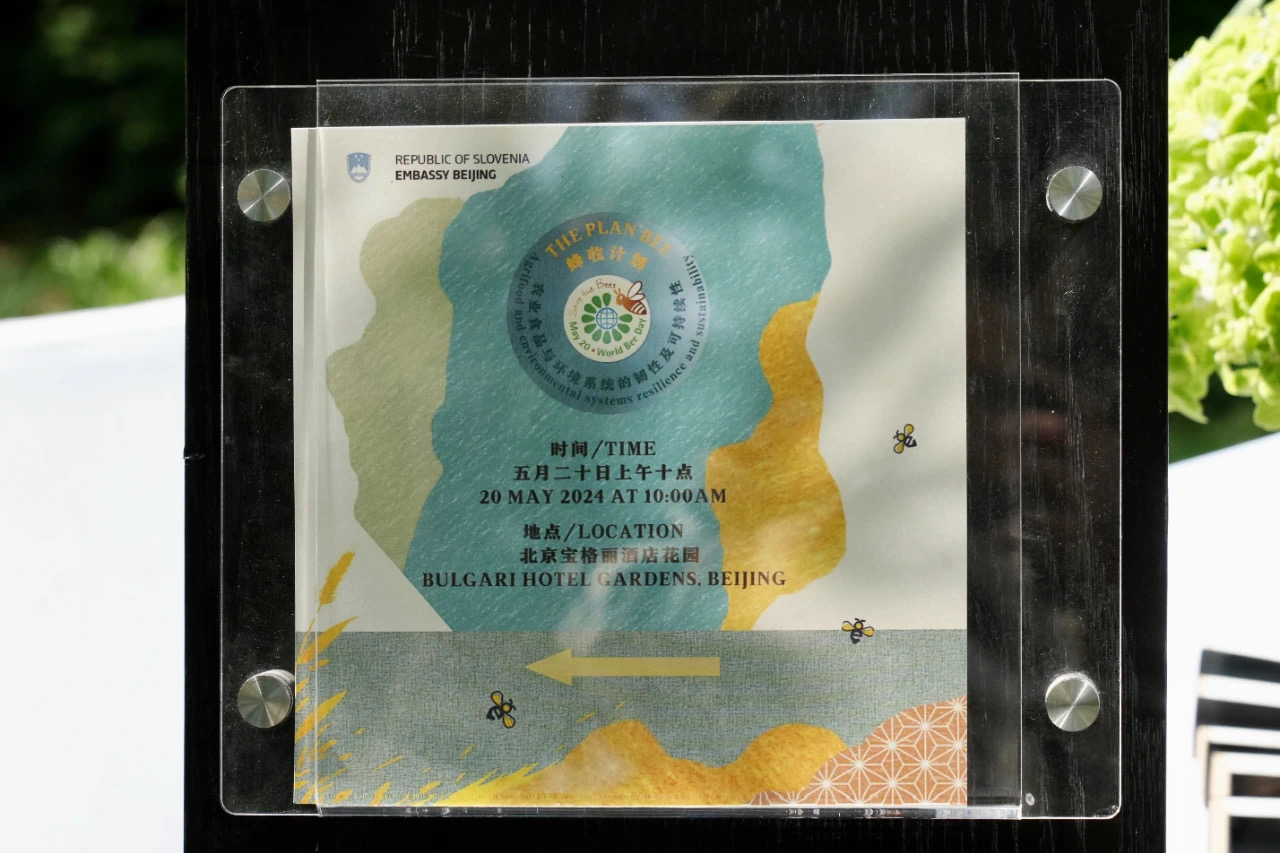 REPUBLIC OF SLOVENIA
EMBASSY BEIJING
THE PLAN BEE
蜂收计划
农业食品与环境系统的韧性及可持续性
Agrifood and environmental systems resilience and sustainability
Save the Bees
May 20 • World Bee Day
时间/TIME
五月二十日上午十点
20 MAY 2024 AT 10:00AM
地点/LOCATION
北京宝格丽酒店花园
BULGARI HOTEL GARDENS, BEIJING